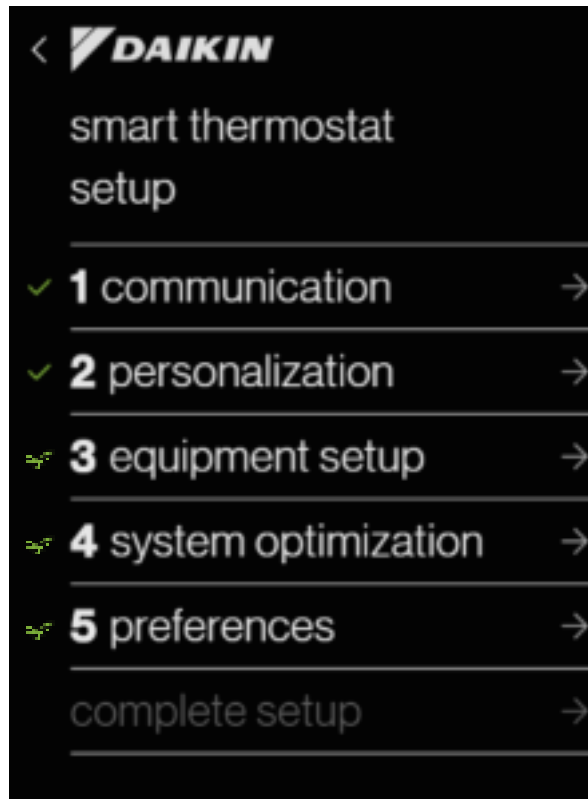 DAIKIN
smart thermostat
setup
1 communication
2 personalization
3 equipment setup
4 system optimization
5 preferences
complete setup